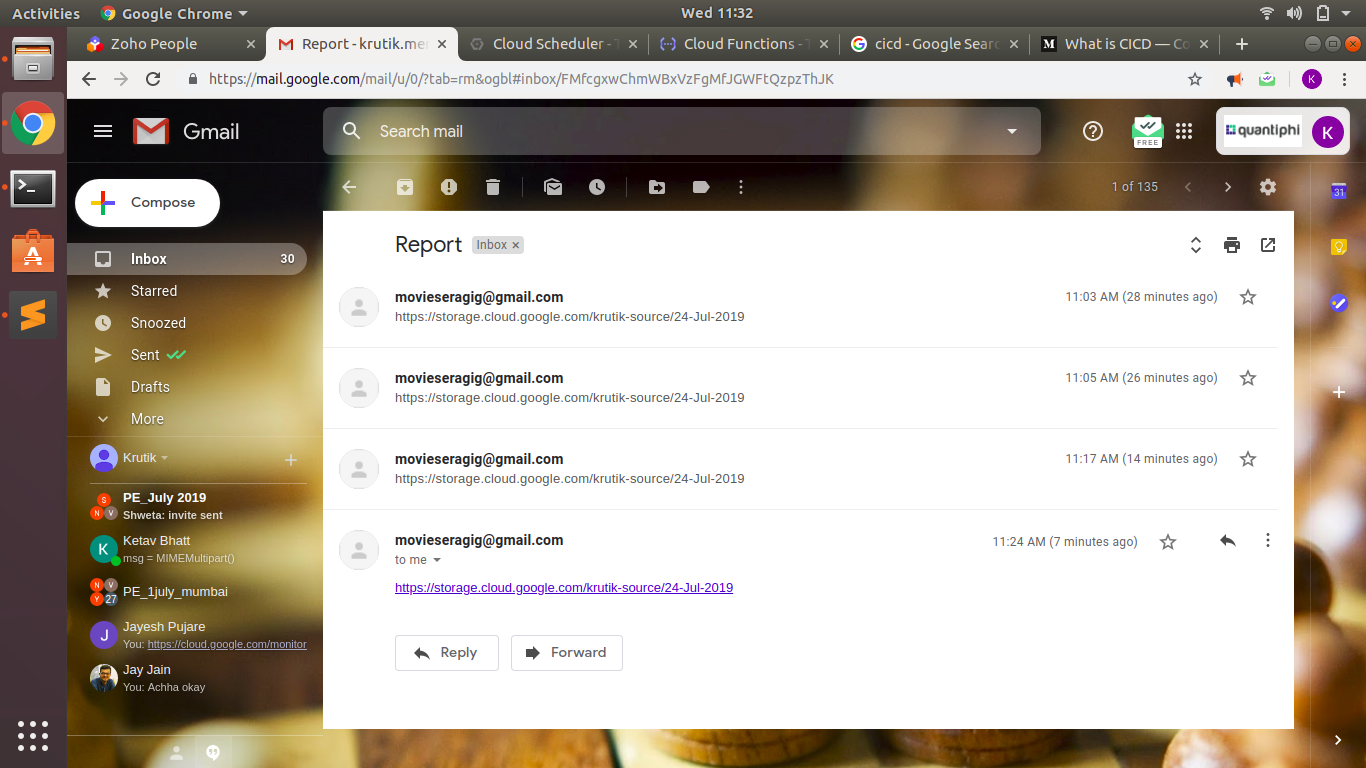 Activities
Google Chrome
Wed 11:32
Zoho People
Report - krutik.me
Cloud Scheduler - T
Cloud Functions - T
cicd - Google Sear
What is CICD — Co
https://mail.google.com/mail/u/0/?tab=rm&ogbl#inbox/FMfcgxwChmWBxVzFgMfJGWFtQzpzThJK
K
Gmail
Search mail
FREE
quantiphi
K
Compose
1 of 135
31
Inbox 30
Starred
Snoozed
Sent
Drafts
More
Krutik
S
N V
PE_July 2019
Shweta: invite sent
K
Ketav Bhatt
msg = MIMEMultipart()
N V
Y 27
PE_1july_mumbai
J
Jayesh Pujare
You: https://cloud.google.com/monitor
Jay Jain
You: Achha okay
Report Inbox ×
movieseragig@gmail.com 11:03 AM (28 minutes ago)
https://storage.cloud.google.com/krutik-source/24-Jul-2019
movieseragig@gmail.com 11:05 AM (26 minutes ago)
https://storage.cloud.google.com/krutik-source/24-Jul-2019
movieseragig@gmail.com 11:17 AM (14 minutes ago)
https://storage.cloud.google.com/krutik-source/24-Jul-2019
movieseragig@gmail.com 11:24 AM (7 minutes ago)
to me
https://storage.cloud.google.com/krutik-source/24-Jul-2019
Reply
Forward